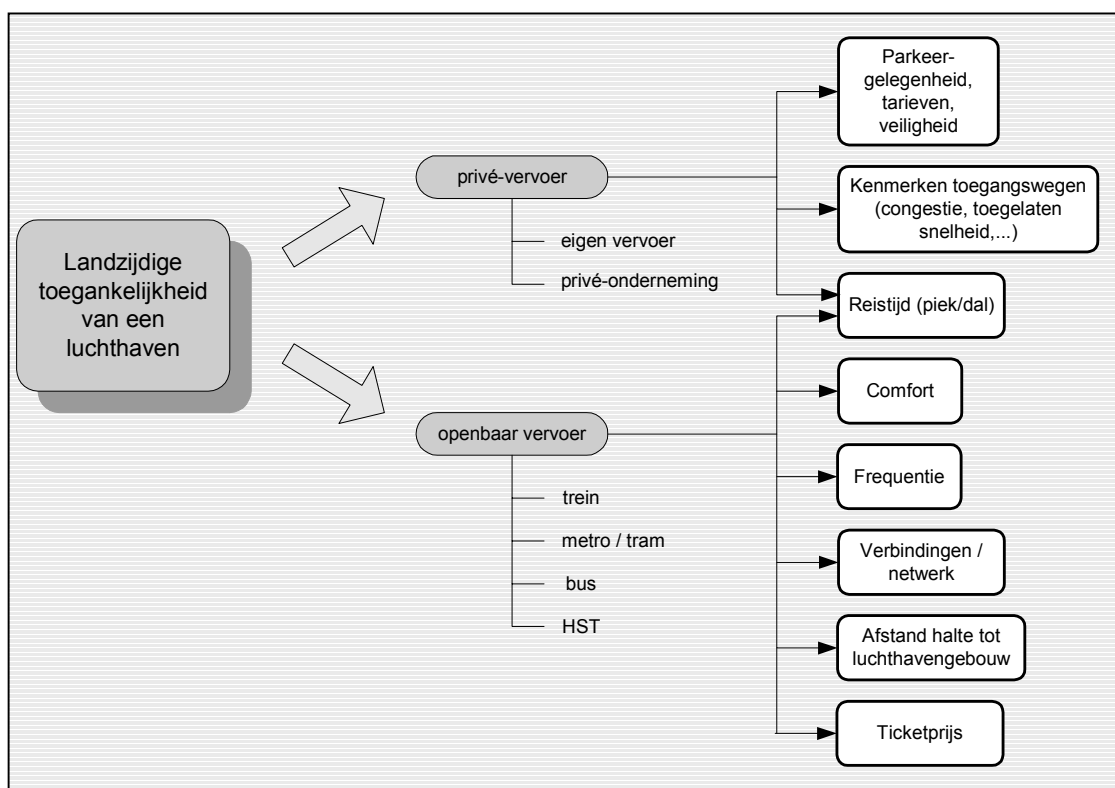 Landzijdige
toegankelijkheid
van een
luchthaven
privé-vervoer
eigen vervoer
privé-onderneming
openbaar vervoer
trein
metro / tram
bus
HST
Parkeer-
gelegenheid,
tarieven,
veiligheid
Kenmerken toegangswegen
(congestie, toegelaten
snelheid,...)
Reistijd (piek/dal)
Comfort
Frequentie
Verbindingen /
netwerk
Afstand halte tot
luchthavengebouw
Ticketprijs